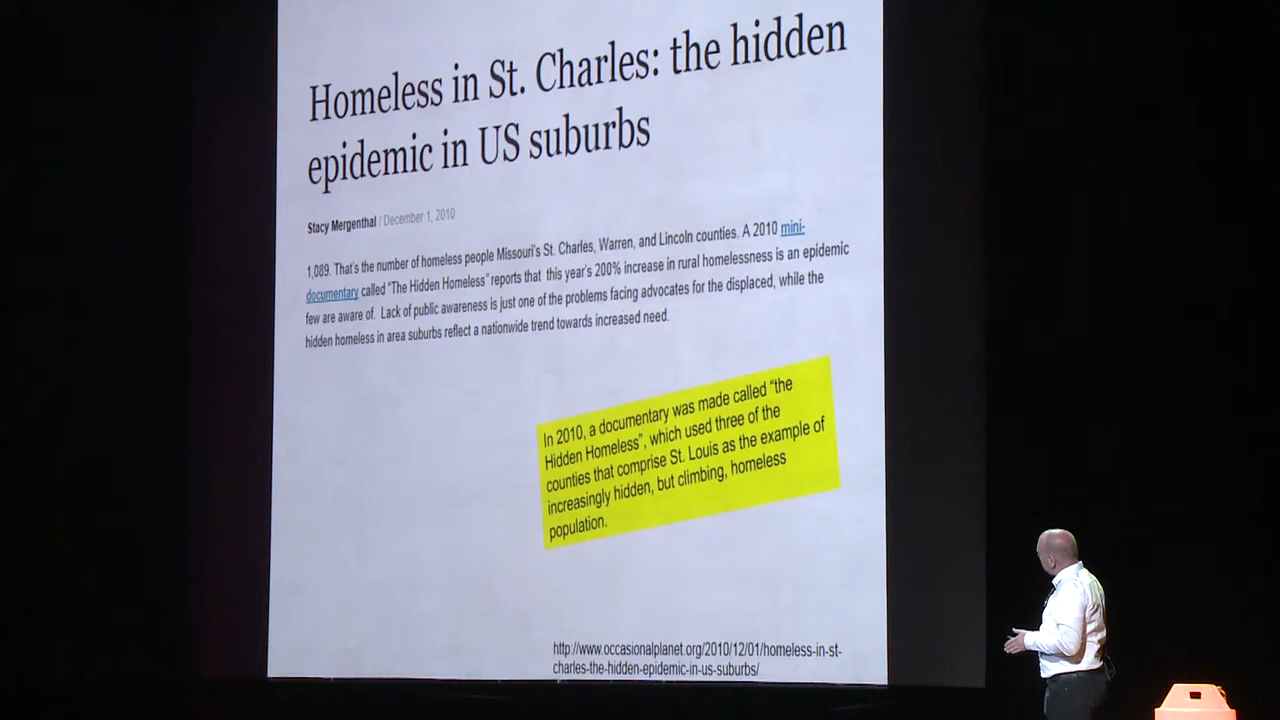 Homeless in St. Charles: the hidden
epidemic in US suburbs
Stacy Mergenthal / December 1, 2010
1,089. That's the number of homeless people Missouri's St. Charles, Warren, and Lincoln counties. A 2010 mini-
documentary called "The Hidden Homeless" reports that this year's 200% increase in rural homelessness is an epidemic
few are aware of. Lack of public awareness is just one of the problems facing advocates for the displaced, while the
hidden homeless in area suburbs reflect a nationwide trend towards increased need.
In 2010, a documentary was made called "the
Hidden Homeless", which used three of the
counties that comprise St. Louis as the example of
increasingly hidden, but climbing, homeless
population.
http://www.occasionalplanet.org/2010/12/01/homeless-in-st-
charles-the-hidden-epidemic-in-us-suburbs/